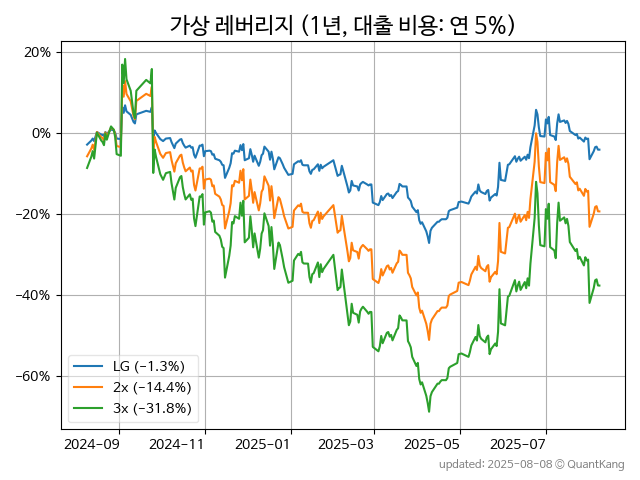 가상 레버리지 (1년, 대출 비용: 연 5%)
20%
0%
−20%
−40%
−60%
LG (−1.3%)
2x (−14.4%)
3x (−31.8%)
2024-09 2024-11 2025-01 2025-03 2025-05 2025-07
updated: 2025-08-08 © QuantKang